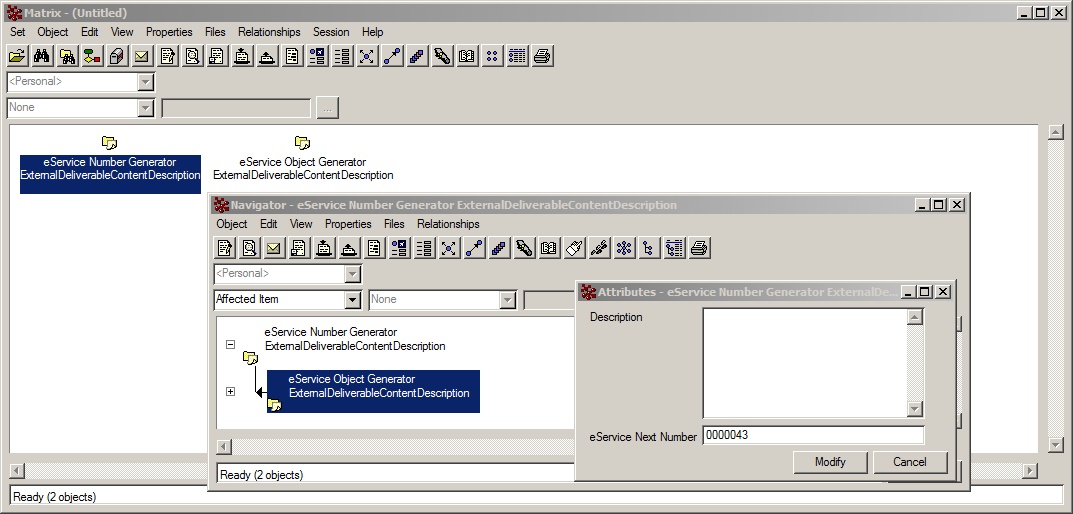 Matrix - (Untitled)
Set Object Edit View Properties Files Relationships Session Help
<Personal>
None ...
eService Number Generator
ExternalDeliverableContentDescription
eService Object Generator
ExternalDeliverableContentDescription
Navigator - eService Number Generator ExternalDeliverableContentDescription
Object Edit View Properties Files Relationships
<Personal>
Affected Item None
eService Number Generator
ExternalDeliverableContentDescription
eService Object Generator
ExternalDeliverableContentDescription
Ready (2 objects)
Attributes - eService Number Generator ExternalDe...
Description
eService Next Number 0000043
Modify Cancel
Ready (2 objects)